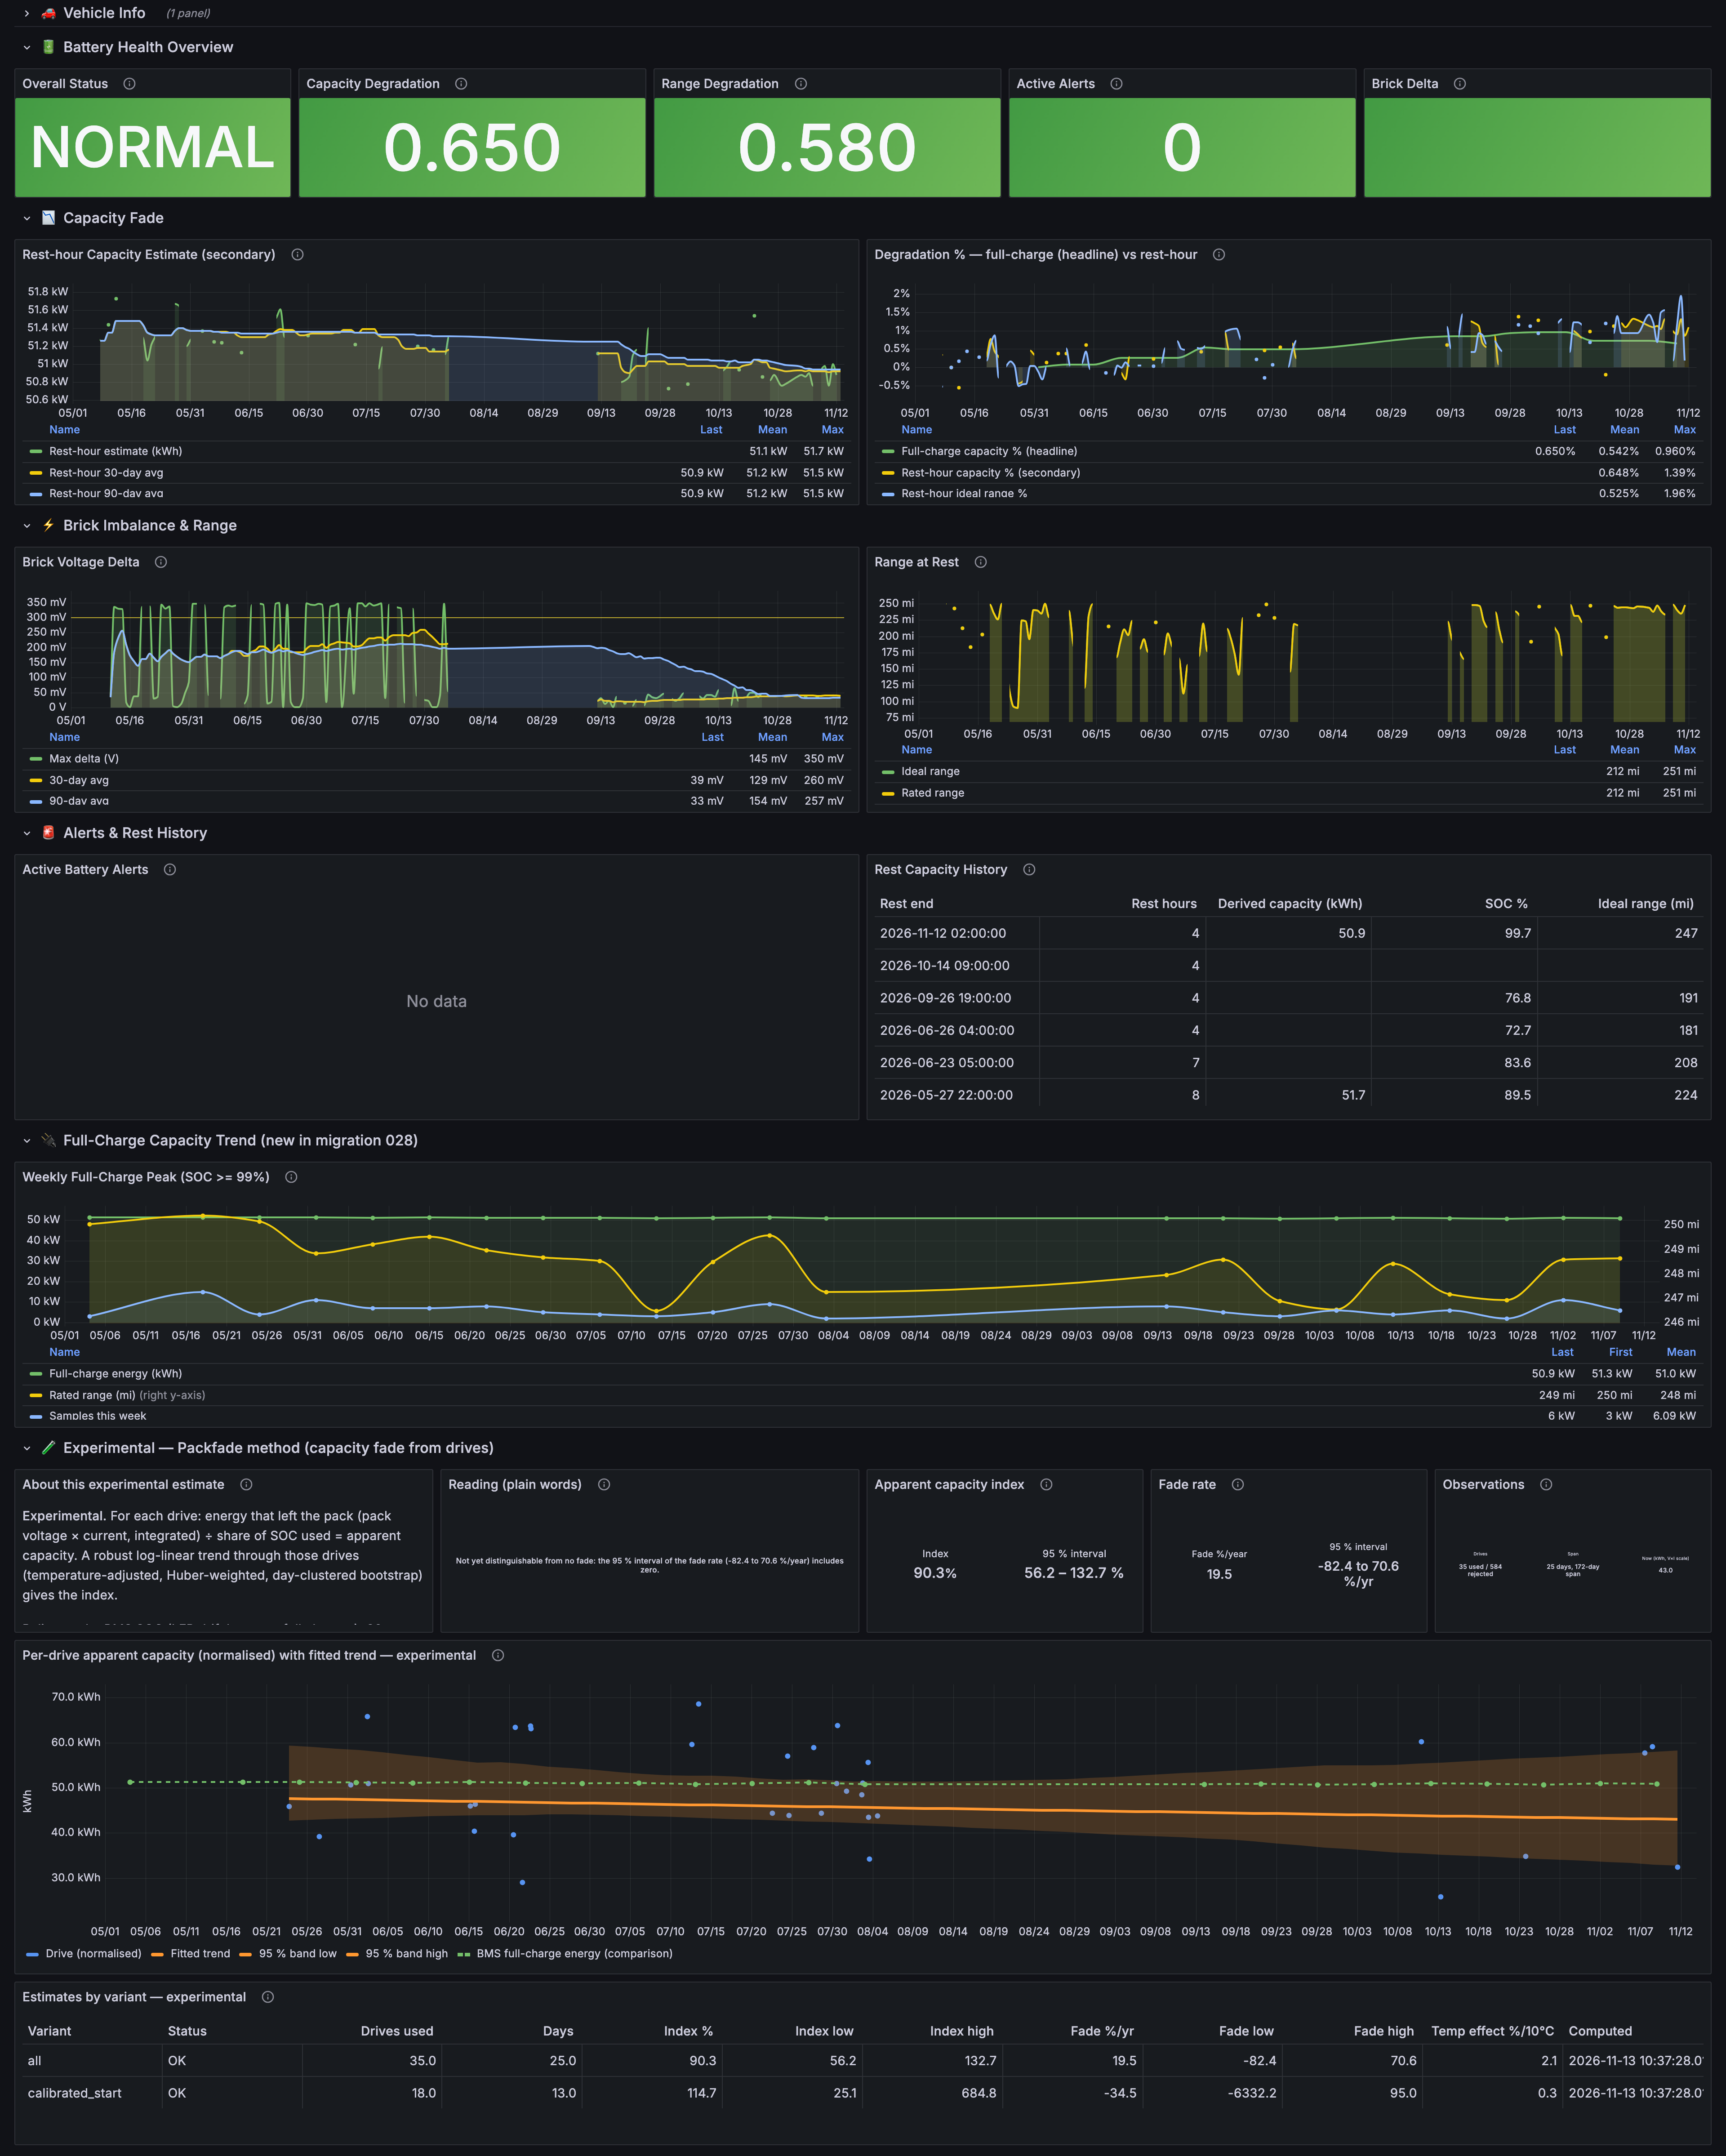 Vehicle Info (1 panel)
Battery Health Overview
Overall Status
NORMAL
Capacity Degradation
0.650
Range Degradation
0.580
Active Alerts
0
Brick Delta
Capacity Fade
Rest-hour Capacity Estimate (secondary)
51.8 kW
51.6 kW
51.4 kW
51.2 kW
51 kW
50.8 kW
50.6 kW
05/01 05/16 05/31 06/15 06/30 07/15 07/30 08/14 08/29 09/13 09/28 10/13 10/28 11/12
Name Last Mean Max
Rest-hour estimate (kWh) 51.1 kW 51.7 kW
Rest-hour 30-day avg 50.9 kW 51.2 kW 51.5 kW
Rest-hour 90-day avg 50.9 kW 51.2 kW 51.5 kW
Degradation % — full-charge (headline) vs rest-hour
2%
1.5%
1%
0.5%
0%
-0.5%
05/01 05/16 05/31 06/15 06/30 07/15 07/30 08/14 08/29 09/13 09/28 10/13 10/28 11/12
Name Last Mean Max
Full-charge capacity % (headline) 0.650% 0.542% 0.960%
Rest-hour capacity % (secondary) 0.648% 1.39%
Rest-hour ideal range % 0.525% 1.96%
Brick Imbalance & Range
Brick Voltage Delta
350 mV
300 mV
250 mV
200 mV
150 mV
100 mV
50 mV
0 V
05/01 05/16 05/31 06/15 06/30 07/15 07/30 08/14 08/29 09/13 09/28 10/13 10/28 11/12
Name Last Mean Max
Max delta (V) 145 mV 350 mV
30-day avg 39 mV 129 mV 260 mV
90-day avg 33 mV 154 mV 257 mV
Range at Rest
250 mi
225 mi
200 mi
175 mi
150 mi
125 mi
100 mi
75 mi
05/01 05/16 05/31 06/15 06/30 07/15 07/30 08/14 08/29 09/13 09/28 10/13 10/28 11/12
Name Last Mean Max
Ideal range 212 mi 251 mi
Rated range 212 mi 251 mi
Alerts & Rest History
Active Battery Alerts
No data
Rest Capacity History
Rest end Rest hours Derived capacity (kWh) SOC % Ideal range (mi)
2026-11-12 02:00:00 4 50.9 99.7 247
2026-10-14 09:00:00 4
2026-09-26 19:00:00 4 76.8 191
2026-06-26 04:00:00 4 72.7 181
2026-06-23 05:00:00 7 83.6 208
2026-05-27 22:00:00 8 51.7 89.5 224
Full-Charge Capacity Trend (new in migration 028)
Weekly Full-Charge Peak (SOC >= 99%)
50 kW
40 kW
30 kW
20 kW
10 kW
0 kW
250 mi
249 mi
248 mi
247 mi
246 mi
05/01 05/06 05/11 05/16 05/21 05/26 05/31 06/05 06/10 06/15 06/20 06/25 06/30 07/05 07/10 07/15 07/20 07/25 07/30 08/04 08/09 08/14 08/19 08/24 08/29 09/03 09/08 09/13 09/18 09/23 09/28 10/03 10/08 10/13 10/18 10/23 10/28 11/02 11/07 11/12
Name Last First Mean
Full-charge energy (kWh) 50.9 kW 51.3 kW 51.0 kW
Rated range (mi) (right y-axis) 249 mi 250 mi 248 mi
Samples this week 6 kW 3 kW 6.09 kW
Experimental — Packfade method (capacity fade from drives)
About this experimental estimate
Experimental. For each drive: energy that left the pack (pack
voltage × current, integrated) ÷ share of SOC used = apparent
capacity. A robust log-linear trend through those drives
(temperature-adjusted, Huber-weighted, day-clustered bootstrap)
gives the index.
Reading (plain words)
Not yet distinguishable from no fade: the 95 % interval of the fade rate (-82.4 to 70.6 %/year) includes
zero.
Apparent capacity index
Index
90.3%
95 % interval
56.2 – 132.7 %
Fade rate
Fade %/year
19.5
95 % interval
-82.4 to 70.6
%/yr
Observations
Drives
35 used / 584
rejected
Span
25 days, 172-day
span
Now (kWh, V×I scale)
43.0
Per-drive apparent capacity (normalised) with fitted trend — experimental
kWh
70.0 kWh
60.0 kWh
50.0 kWh
40.0 kWh
30.0 kWh
05/01 05/06 05/11 05/16 05/21 05/26 05/31 06/05 06/10 06/15 06/20 06/25 06/30 07/05 07/10 07/15 07/20 07/25 07/30 08/04 08/09 08/14 08/19 08/24 08/29 09/03 09/08 09/13 09/18 09/23 09/28 10/03 10/08 10/13 10/18 10/23 10/28 11/02 11/07 11/12
Drive (normalised) Fitted trend 95 % band low 95 % band high BMS full-charge energy (comparison)
Estimates by variant — experimental
Variant Status Drives used Days Index % Index low Index high Fade %/yr Fade low Fade high Temp effect %/10°C Computed
all OK 35.0 25.0 90.3 56.2 132.7 19.5 -82.4 70.6 2.1 2026-11-13 10:37:28.0
calibrated_start OK 18.0 13.0 114.7 25.1 684.8 -34.5 -6332.2 95.0 0.3 2026-11-13 10:37:28.0